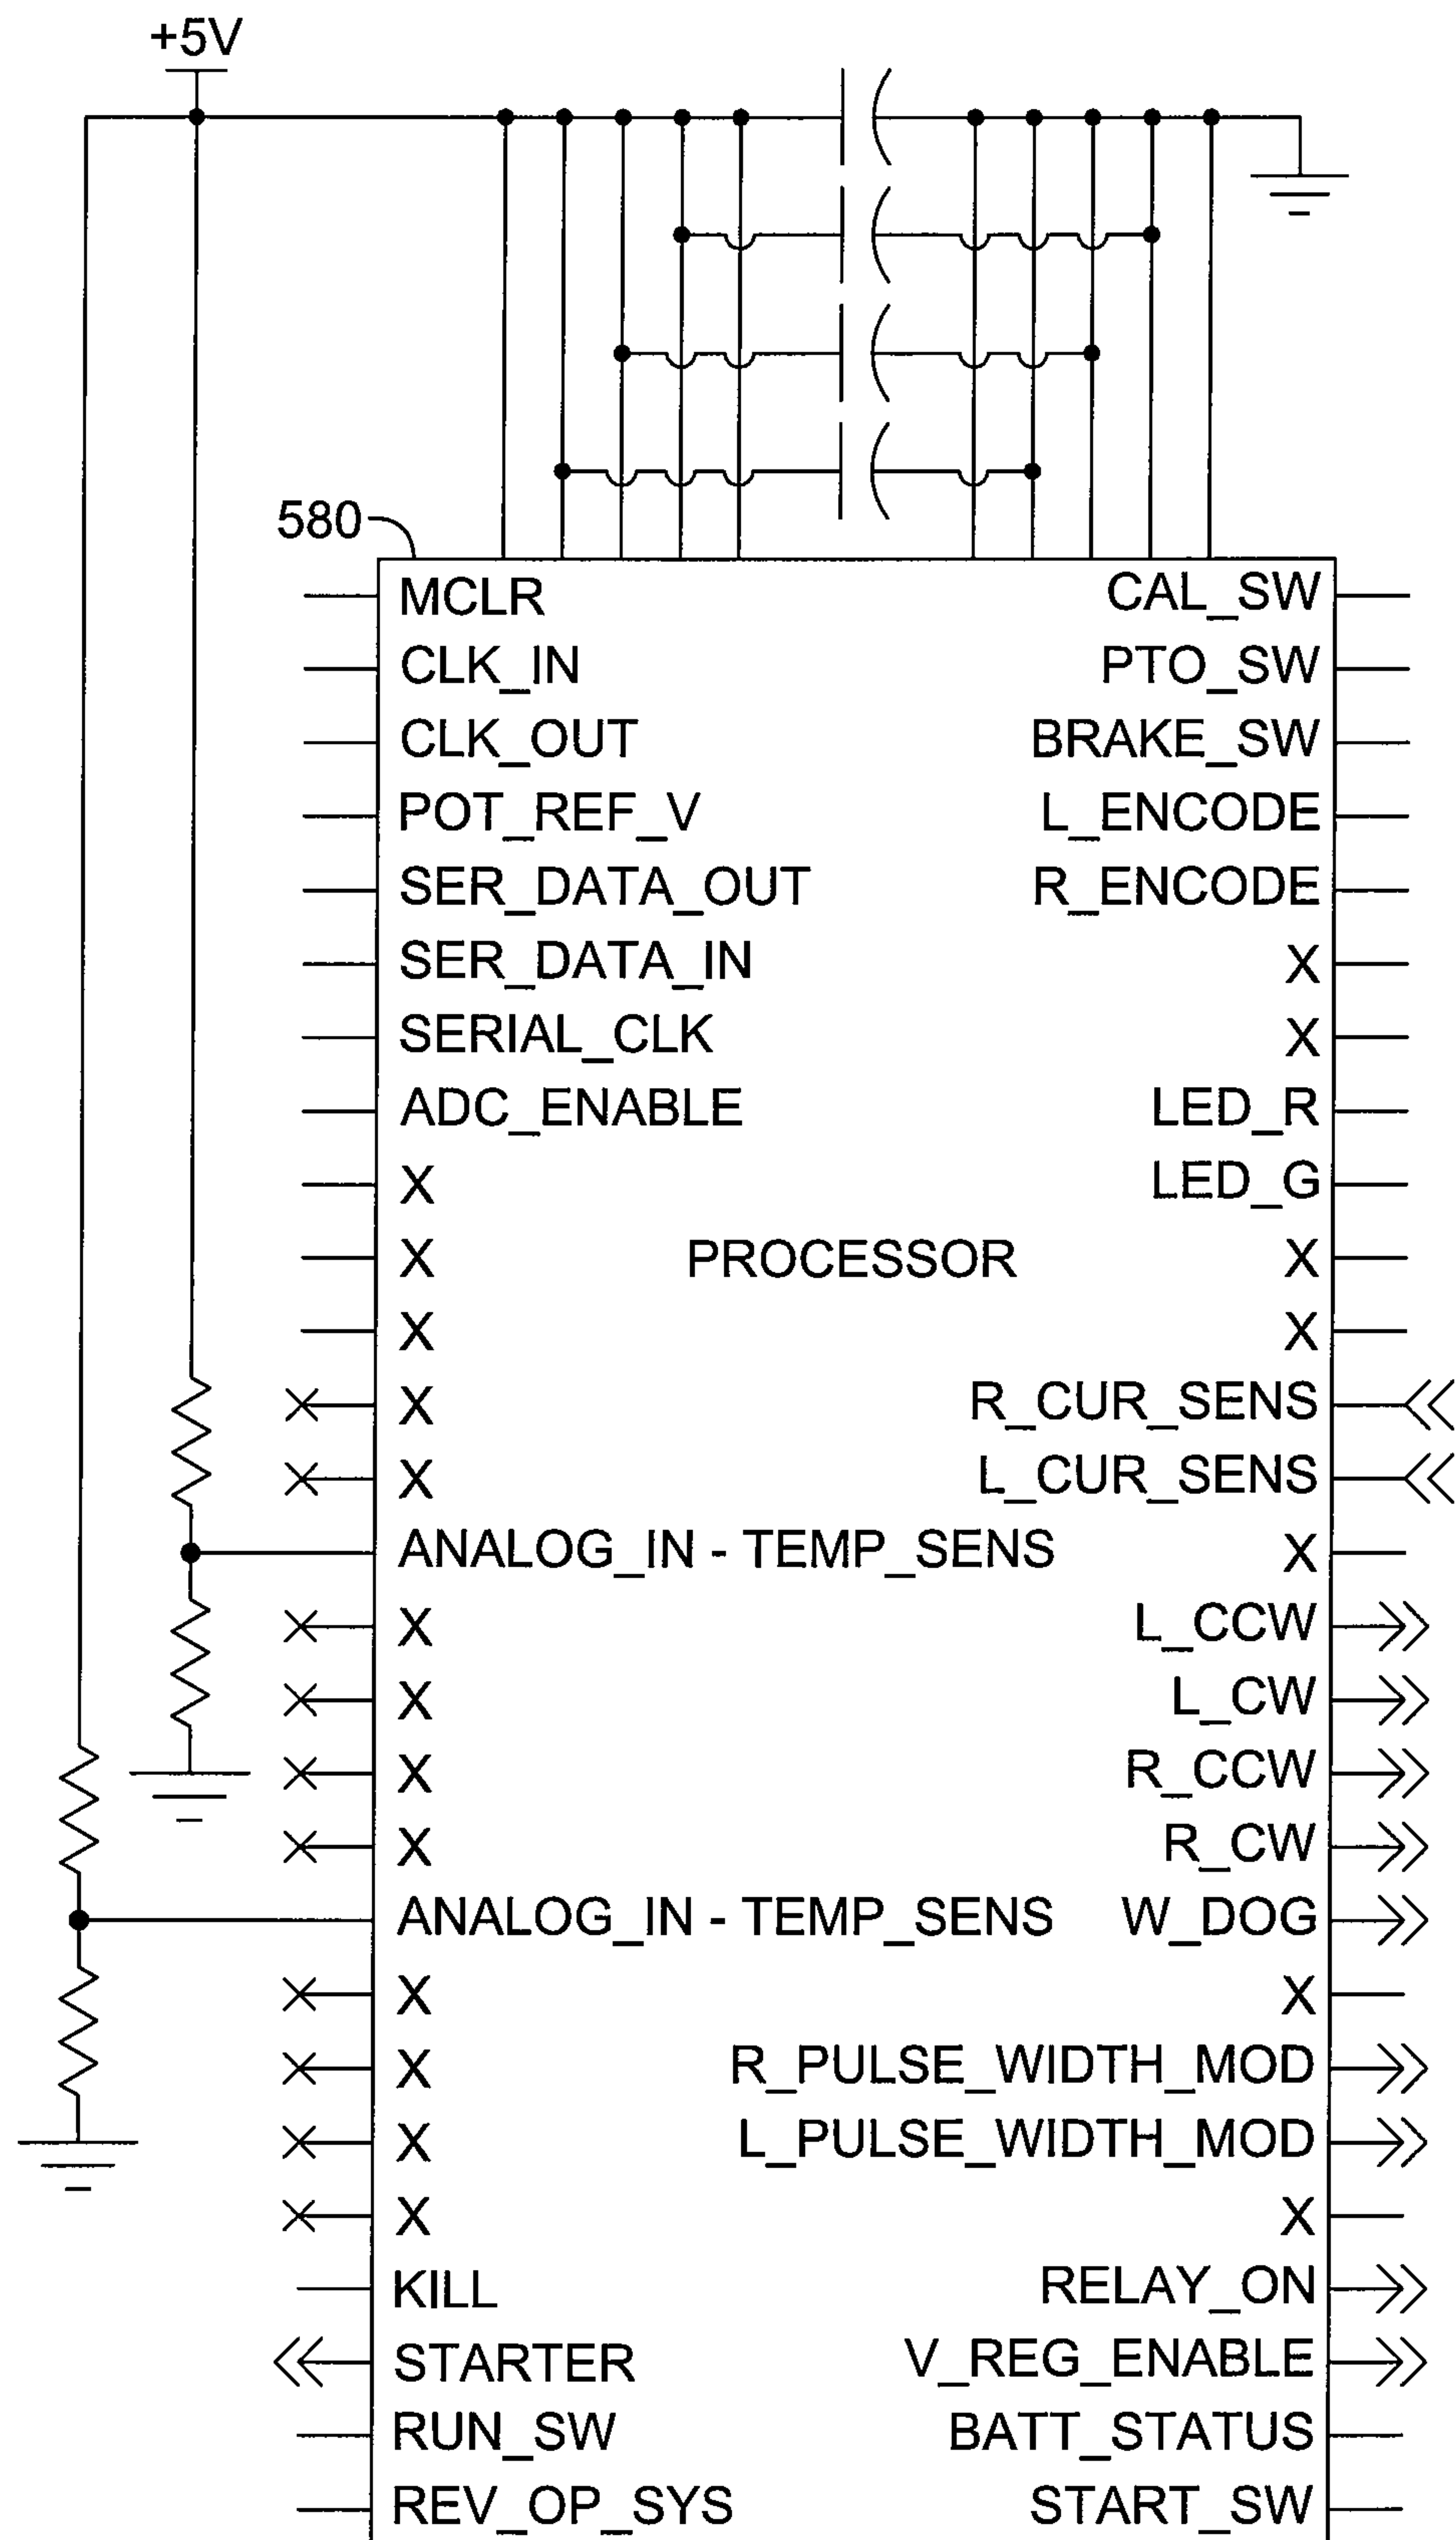 +5V
580
MCLR CAL_SW
CLK_IN PTO_SW
CLK_OUT BRAKE_SW
POT_REF_V L_ENCODE
SER_DATA_OUT R_ENCODE
SER_DATA_IN X
SERIAL_CLK X
ADC_ENABLE LED_R
X LED_G
X PROCESSOR X
X X
X R_CUR_SENS
X L_CUR_SENS
ANALOG_IN - TEMP_SENS X
X L_CCW
X L_CW
X R_CCW
X R_CW
ANALOG_IN - TEMP_SENS W_DOG
X X
X R_PULSE_WIDTH_MOD
X L_PULSE_WIDTH_MOD
X X
KILL RELAY_ON
STARTER V_REG_ENABLE
RUN_SW BATT_STATUS
REV_OP_SYS START_SW